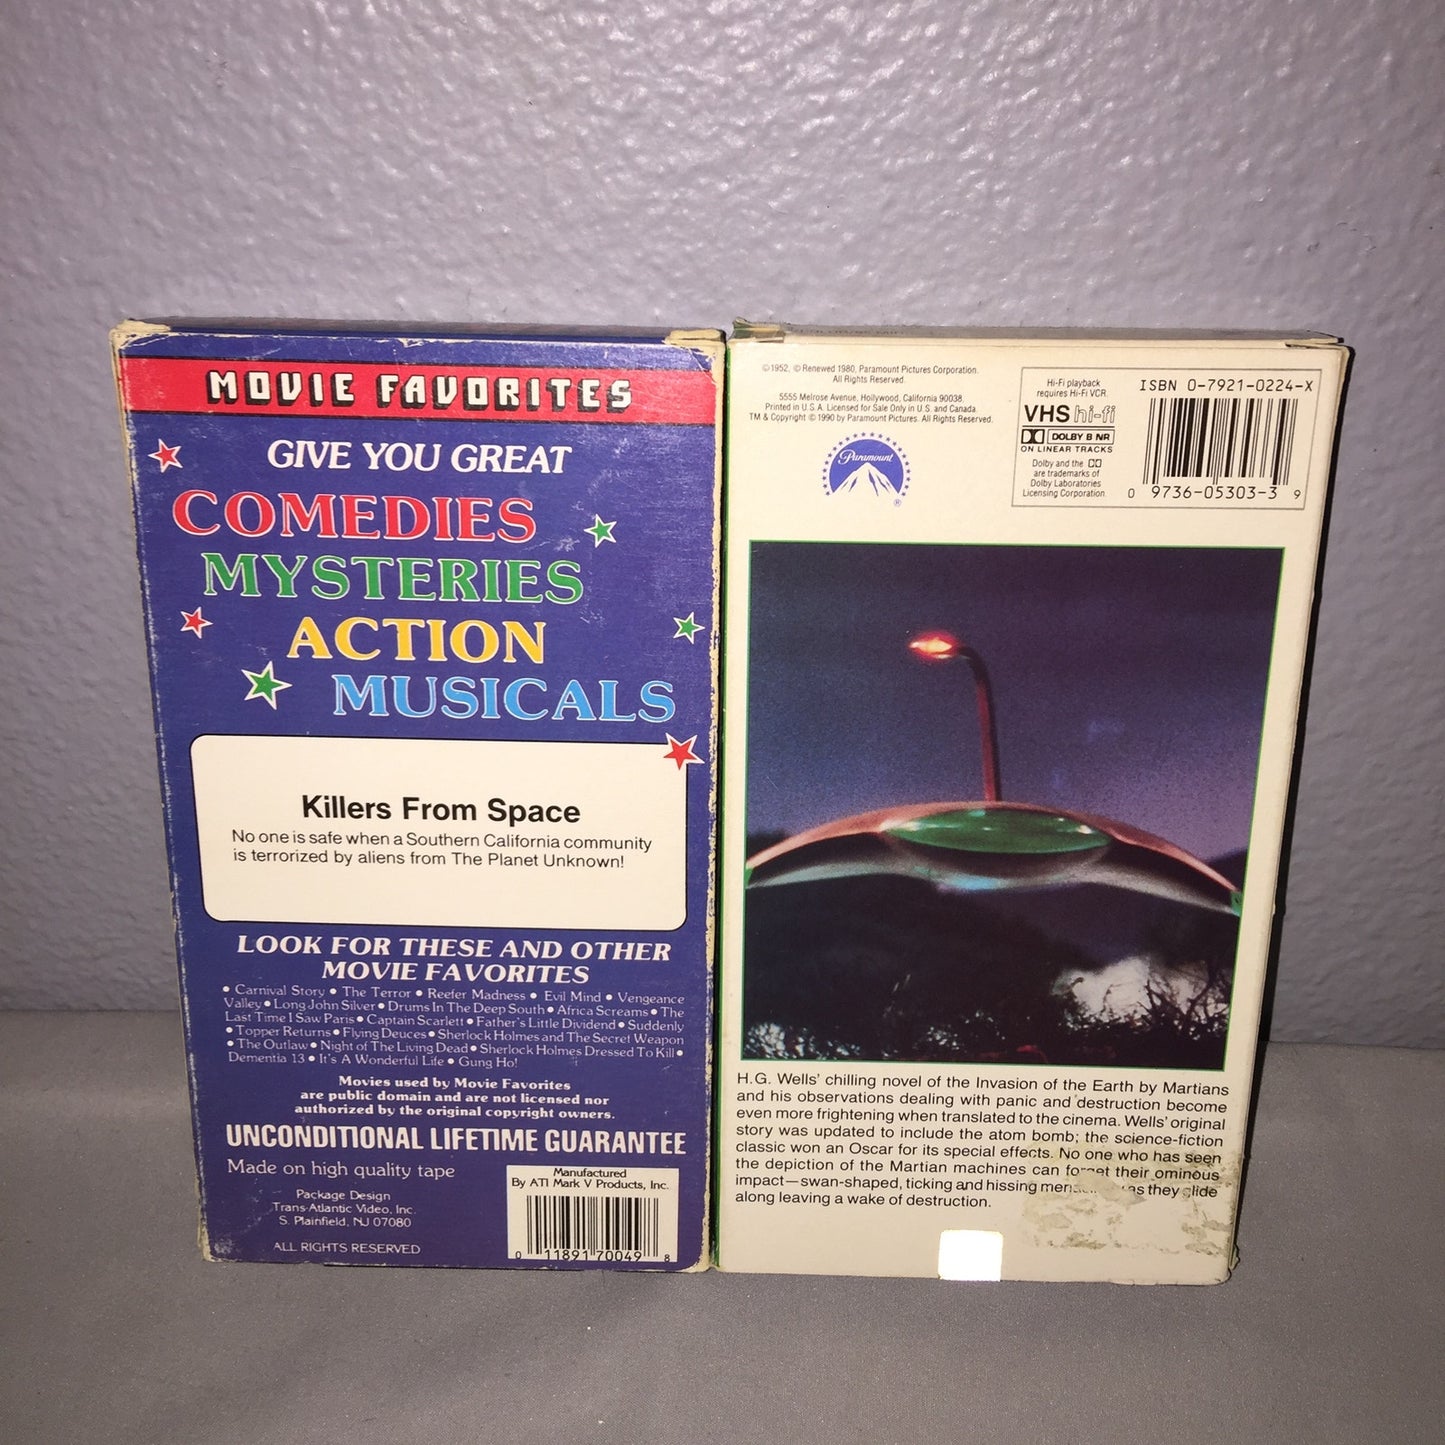 MOVIE FAVORITES
GIVE YOU GREAT
COMEDIES
MYSTERIES
ACTION
MUSICALS
Killers From Space
No one is safe when a Southern California community
is terrorized by aliens from The Planet Unknown!
LOOK FOR THESE AND OTHER
MOVIE FAVORITES
• Carnival Story • The Terror • Reefer Madness • Evil Mind • Vengeance
Valley • Long John Silver • Drums In The Deep South • Africa Screams • The
Last Time I Saw Paris • Captain Scarlett • Father's Little Dividend • Suddenly
• Topper Returns • Flying Deuces • Sherlock Holmes and The Secret Weapon
• The Outlaw • Night of The Living Dead • Sherlock Holmes Dressed To Kill •
Dementia 13 • It's A Wonderful Life • Gung Ho!
Movies used by Movie Favorites
are public domain and are not licensed nor
authorized by the original copyright owners.
UNCONDITIONAL LIFETIME GUARANTEE
Made on high quality tape
Package Design
Trans-Atlantic Video, Inc.
S. Plainfield, NJ 07080
ALL RIGHTS RESERVED
Manufactured
By ATI Mark V Products, Inc.
0 11891 70049 8
©1952, © Renewed 1980, Paramount Pictures Corporation.
All Rights Reserved.
5555 Melrose Avenue, Hollywood, California 90038.
Printed in U.S.A. Licensed for Sale Only in U.S. and Canada.
TM & Copyright © 1990 by Paramount Pictures. All Rights Reserved.
Paramount
®
Hi-Fi playback
requires Hi-Fi VCR.
VHS hi-fi
DOLBY B NR
ON LINEAR TRACKS
Dolby and the
are trademarks of
Dolby Laboratories
Licensing Corporation.
ISBN 0-7921-0224-X
0 9736-05303-3 9
H.G. Wells' chilling novel of the Invasion of the Earth by Martians
and his observations dealing with panic and destruction become
even more frightening when translated to the cinema. Wells' original
story was updated to include the atom bomb; the science-fiction
classic won an Oscar for its special effects. No one who has seen
the depiction of the Martian machines can forget their ominous
impact—swan-shaped, ticking and hissing as they glide
along leaving a wake of destruction.